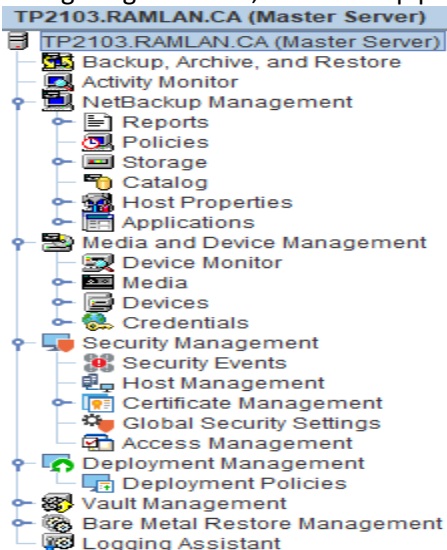 TP2103.RAMLAN.CA (Master Server)
TP2103.RAMLAN.CA (Master Server)
Backup, Archive, and Restore
Activity Monitor
NetBackup Management
Reports
Policies
Storage
Catalog
Host Properties
Applications
Media and Device Management
Device Monitor
Media
Devices
Credentials
Security Management
Security Events
Host Management
Certificate Management
Global Security Settings
Access Management
Deployment Management
Deployment Policies
Vault Management
Bare Metal Restore Management
Logging Assistant